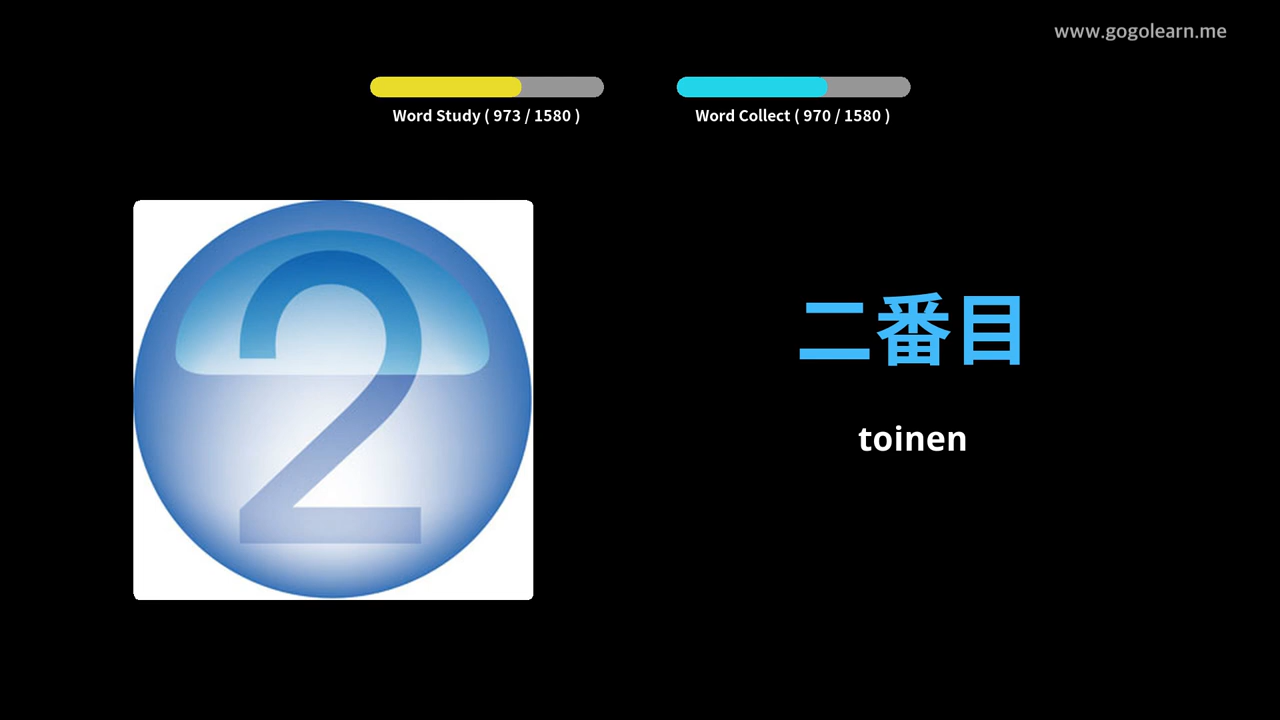 www.gogolearn.me
Word Study ( 973 / 1580 )
Word Collect ( 970 / 1580 )
2
二番目
toinen